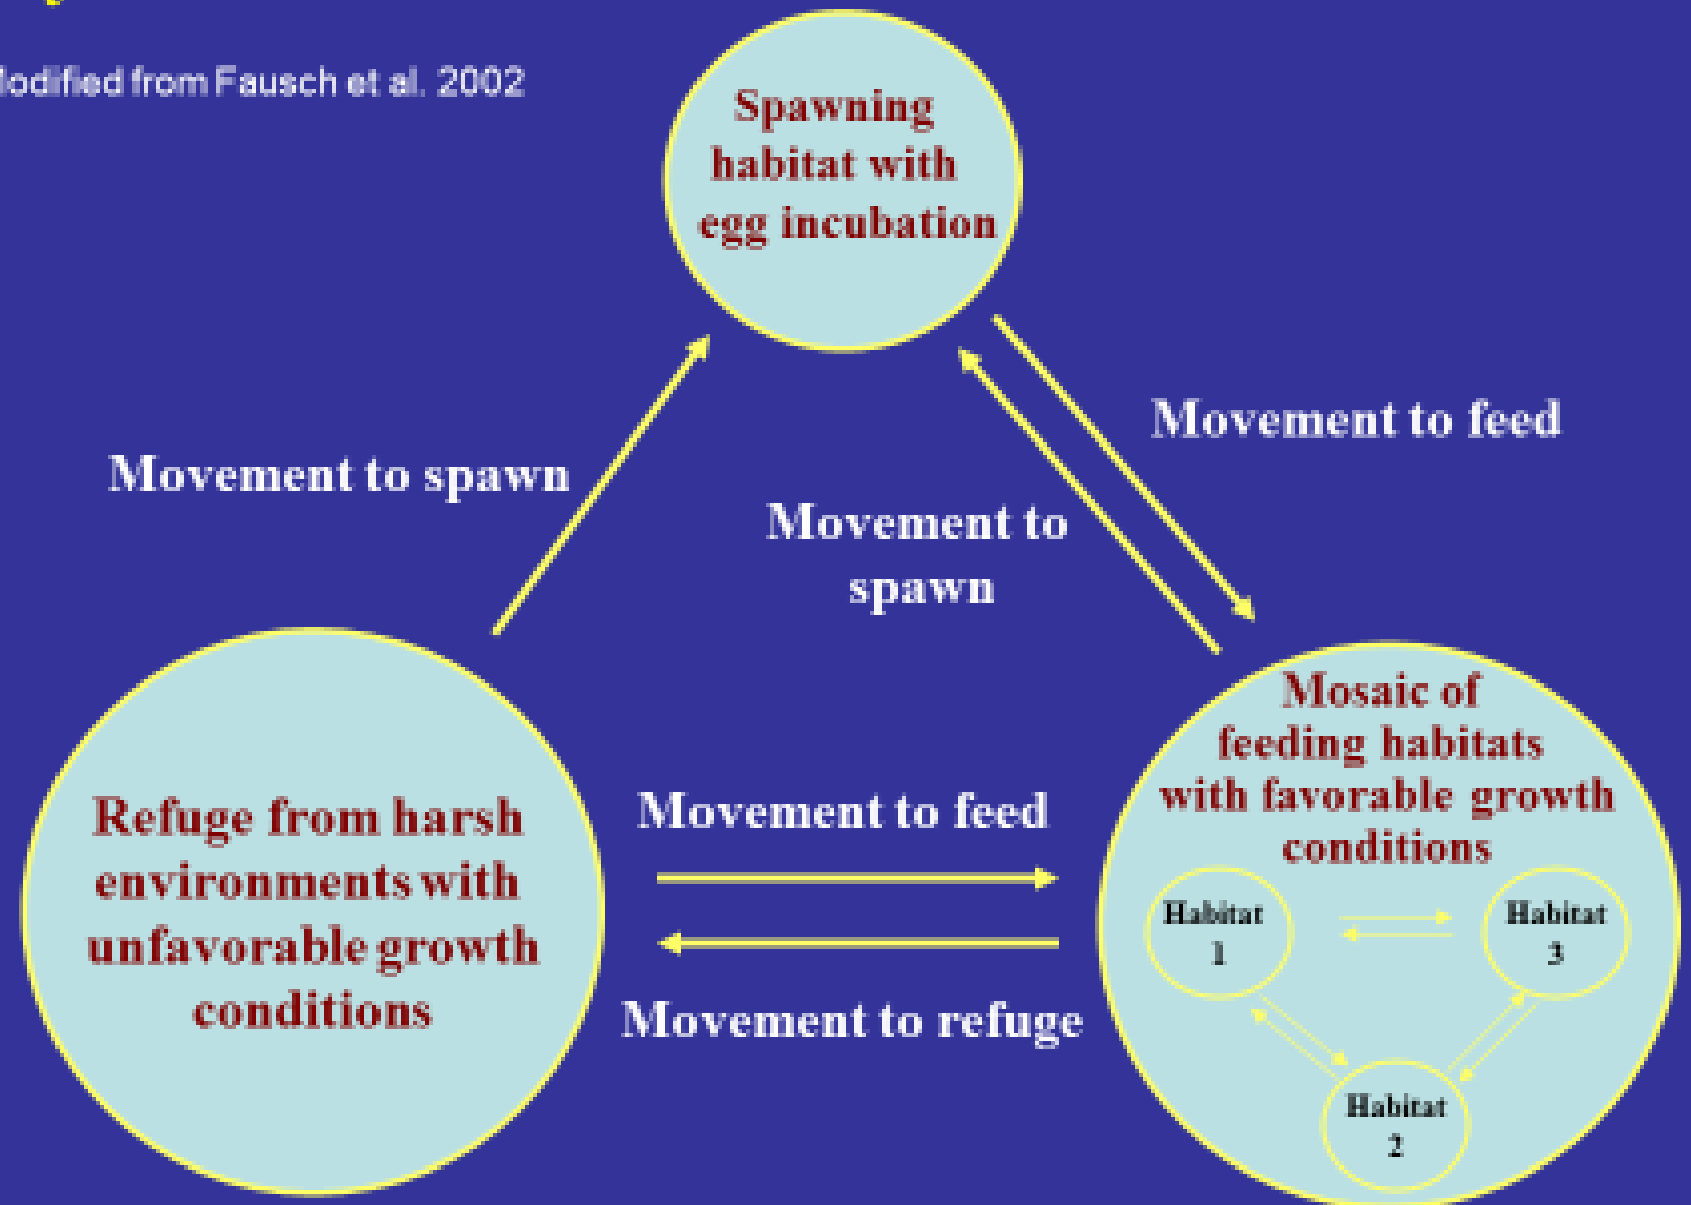 Modified from Fausch et al. 2002
Spawning
habitat with
egg incubation
Movement to feed
Movement to spawn
Movement to
spawn
Mosaic of
feeding habitats
with favorable growth
conditions
Refuge from harsh
environments with
unfavorable growth
conditions
Movement to feed
Movement to refuge
Habitat
1
Habitat
3
Habitat
2